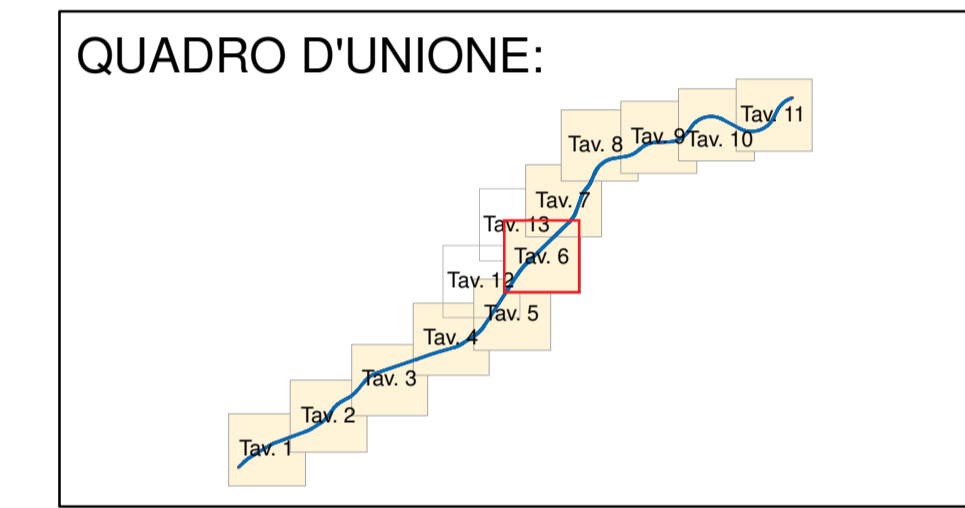 QUADRO D'UNIONE:
Tav. 11
Tav. 10
Tav. 9
Tav. 8
Tav. 7
Tav. 13
Tav. 6
Tav. 12
Tav. 5
Tav. 4
Tav. 3
Tav. 2
Tav. 1